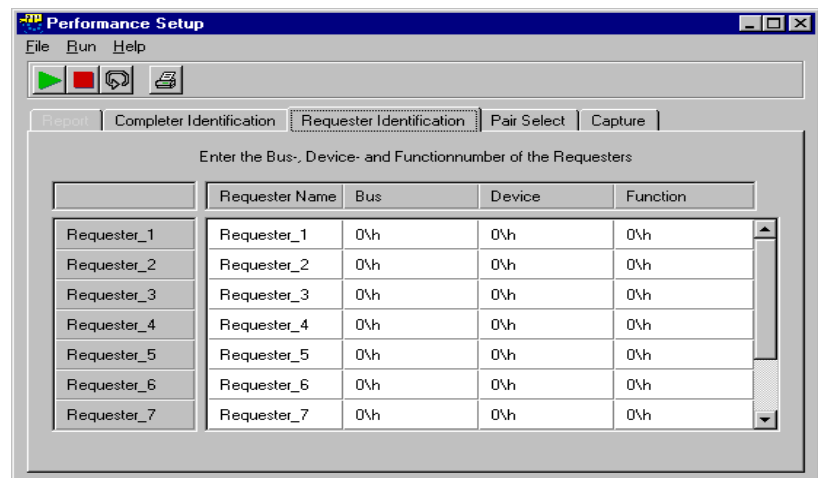 Performance Setup
File Run Help
Report Completer Identification Requester Identification Pair Select Capture
Enter the Bus-, Device- and Functionnumber of the Requesters
Requester Name Bus Device Function
Requester_1 Requester_1 0\h 0\h 0\h
Requester_2 Requester_2 0\h 0\h 0\h
Requester_3 Requester_3 0\h 0\h 0\h
Requester_4 Requester_4 0\h 0\h 0\h
Requester_5 Requester_5 0\h 0\h 0\h
Requester_6 Requester_6 0\h 0\h 0\h
Requester_7 Requester_7 0\h 0\h 0\h